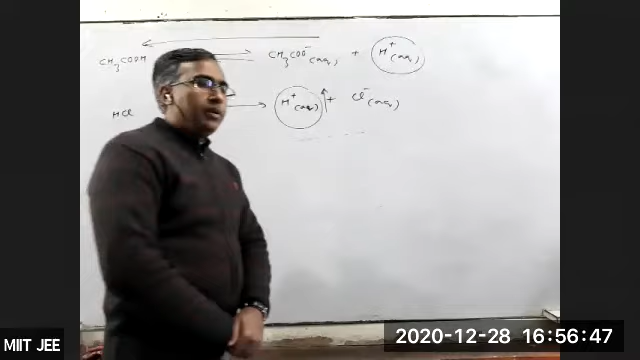 CH3COOH ⇌ CH3COO⁻(aq) + H⁺(aq)
HCl → H⁺(aq) + Cl⁻(aq)
MIIT JEE
2020-12-28 16:56:47